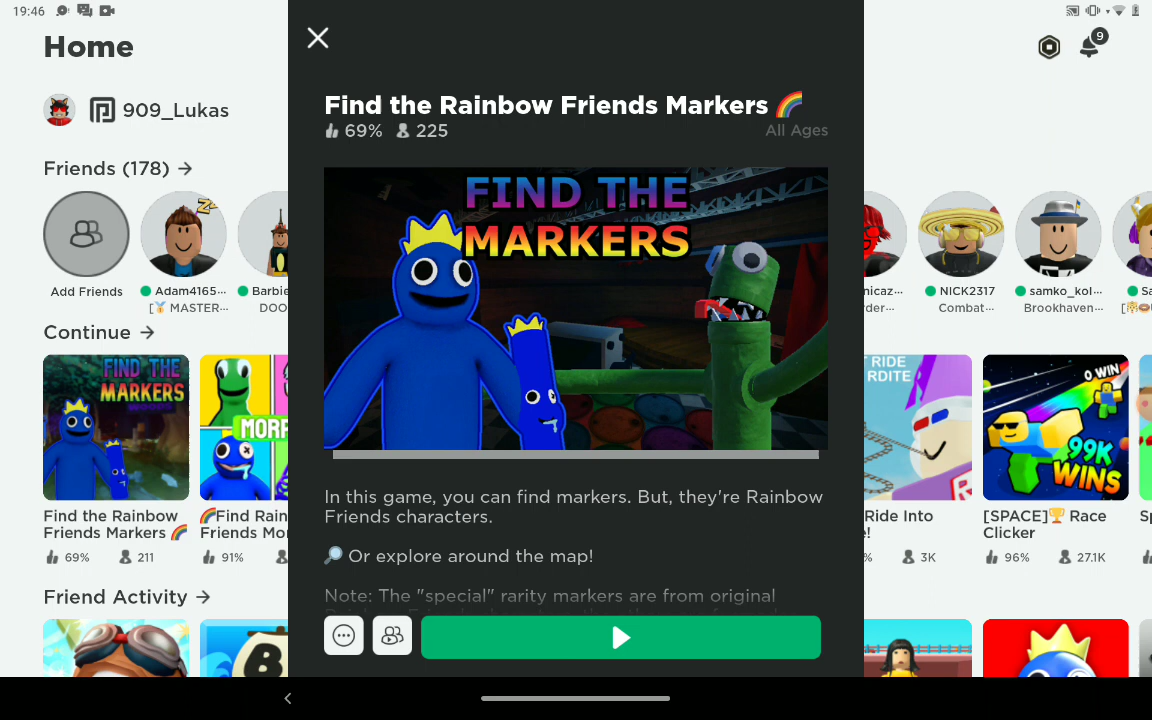 19:46
Home
9
909_Lukas
Friends (178)
Add Friends
Adam4165...
[🥇 MASTER...
Barbie
DOO
nicaz...
rder...
NICK2317
Combat...
samko_kol...
Brookhaven...
Sa
Continue
FIND THE
MARKERS
MORP
RIDE
RDITE
0 WIN
99K
WINS
Find the Rainbow
Friends Markers 🌈
69% 211
🌈Find Rain
Friends Mor
91%
Ride Into
e!
% 3K
[SPACE]🏆 Race
Clicker
96% 27.1K
Sp
Friend Activity
B
Find the Rainbow Friends Markers 🌈
69% 225
All Ages
FIND THE
MARKERS
In this game, you can find markers. But, they're Rainbow
Friends characters.
🔎 Or explore around the map!
Note: The "special" rarity markers are from original